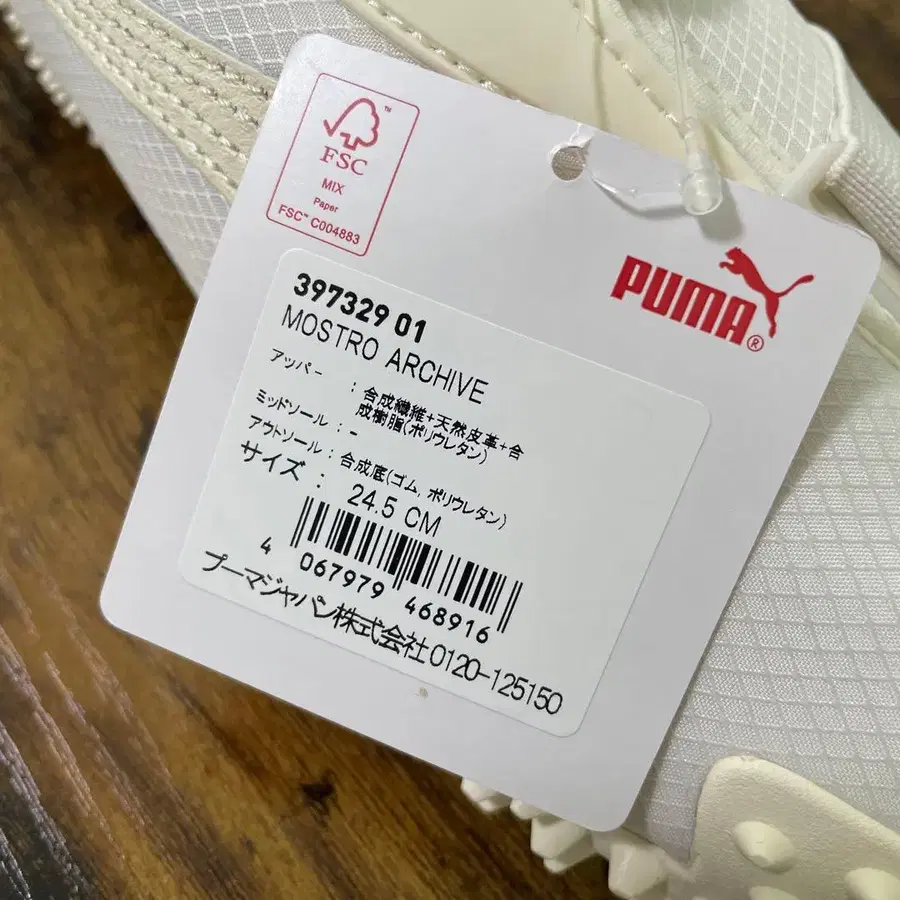 FSC™
MIX
Paper
FSC™ C004883
PUMA®
397329 01
MOSTRO ARCHIVE
アッパー : 合成繊維+天然皮革+合
成樹脂(ポリウレタン)
ミッドソール : -
アウトソール : 合成底(ゴム, ポリウレタン)
サイズ : 24.5 CM
4 067979 468916
プーマジャパン株式会社 0120-125150